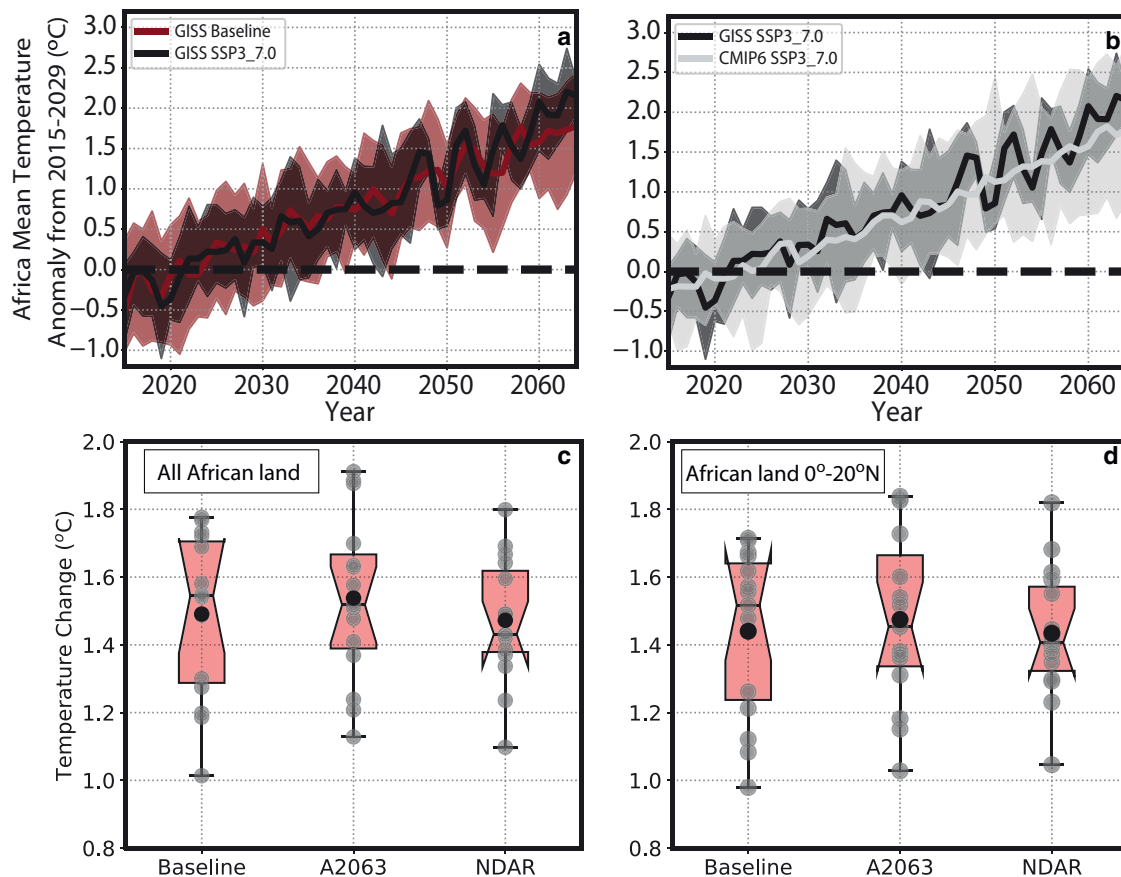 Africa Mean Temperature
Anomaly from 2015-2029 (ºC)
GISS Baseline
GISS SSP3_7.0
a
3.0
2.5
2.0
1.5
1.0
0.5
0.0
−0.5
−1.0
2020 2030 2040 2050 2060
Year
GISS SSP3_7.0
CMIP6 SSP3_7.0
b
3.0
2.5
2.0
1.5
1.0
0.5
0.0
−0.5
−1.0
2020 2030 2040 2050 2060
Year
Temperature Change (ºC)
All African land
c
2.0
1.8
1.6
1.4
1.2
1.0
0.8
Baseline A2063 NDAR
African land 0º-20ºN
d
2.0
1.8
1.6
1.4
1.2
1.0
0.8
Baseline A2063 NDAR